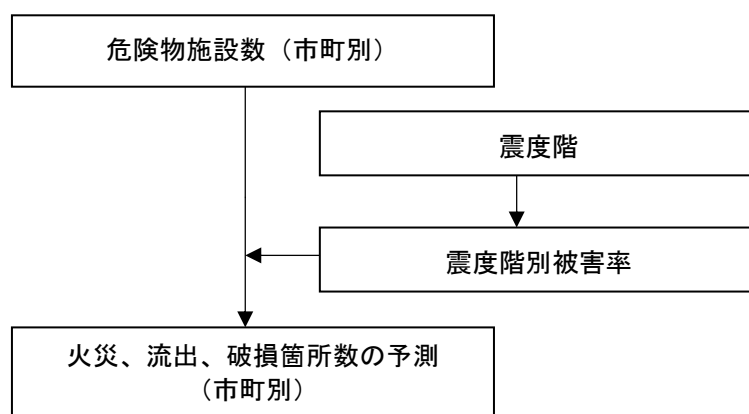 危険物施設数（市町別）
震度階
震度階別被害率
火災、流出、破損箇所数の予測
（市町別）